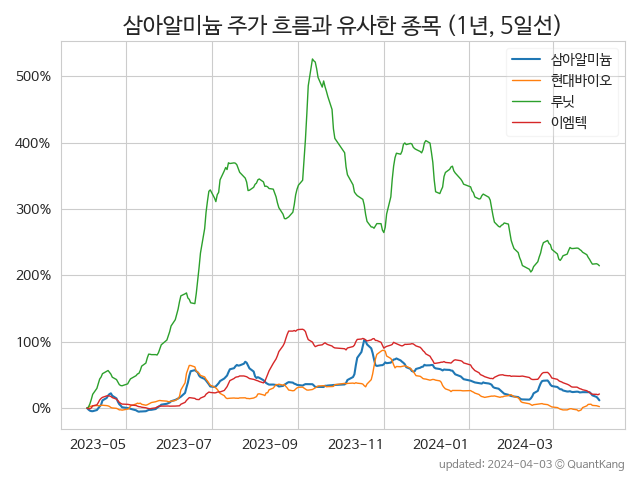 삼아알미늄 주가 흐름과 유사한 종목 (1년, 5일선)
삼아알미늄
현대바이오
루닛
이엠텍
500%
400%
300%
200%
100%
0%
2023-05 2023-07 2023-09 2023-11 2024-01 2024-03
updated: 2024-04-03 © QuantKang